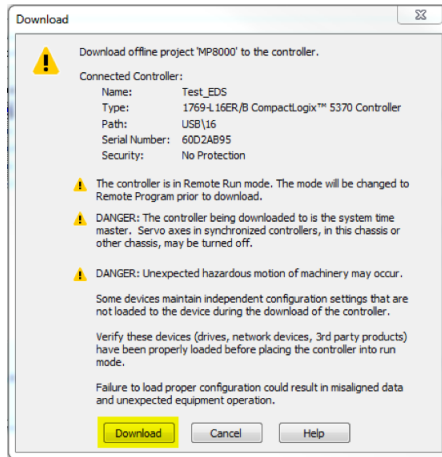 Download
Download offline project 'MP8000' to the controller.
Connected Controller:
Name: Test_EDS
Type: 1769-L16ER/B CompactLogix™ 5370 Controller
Path: USB\16
Serial Number: 60D2AB95
Security: No Protection
The controller is in Remote Run mode. The mode will be changed to
Remote Program prior to download.
DANGER: The controller being downloaded to is the system time
master. Servo axes in synchronized controllers, in this chassis or
other chassis, may be turned off.
DANGER: Unexpected hazardous motion of machinery may occur.
Some devices maintain independent configuration settings that are
not loaded to the device during the download of the controller.
Verify these devices (drives, network devices, 3rd party products)
have been properly loaded before placing the controller into run
mode.
Failure to load proper configuration could result in misaligned data
and unexpected equipment operation.
Download Cancel Help